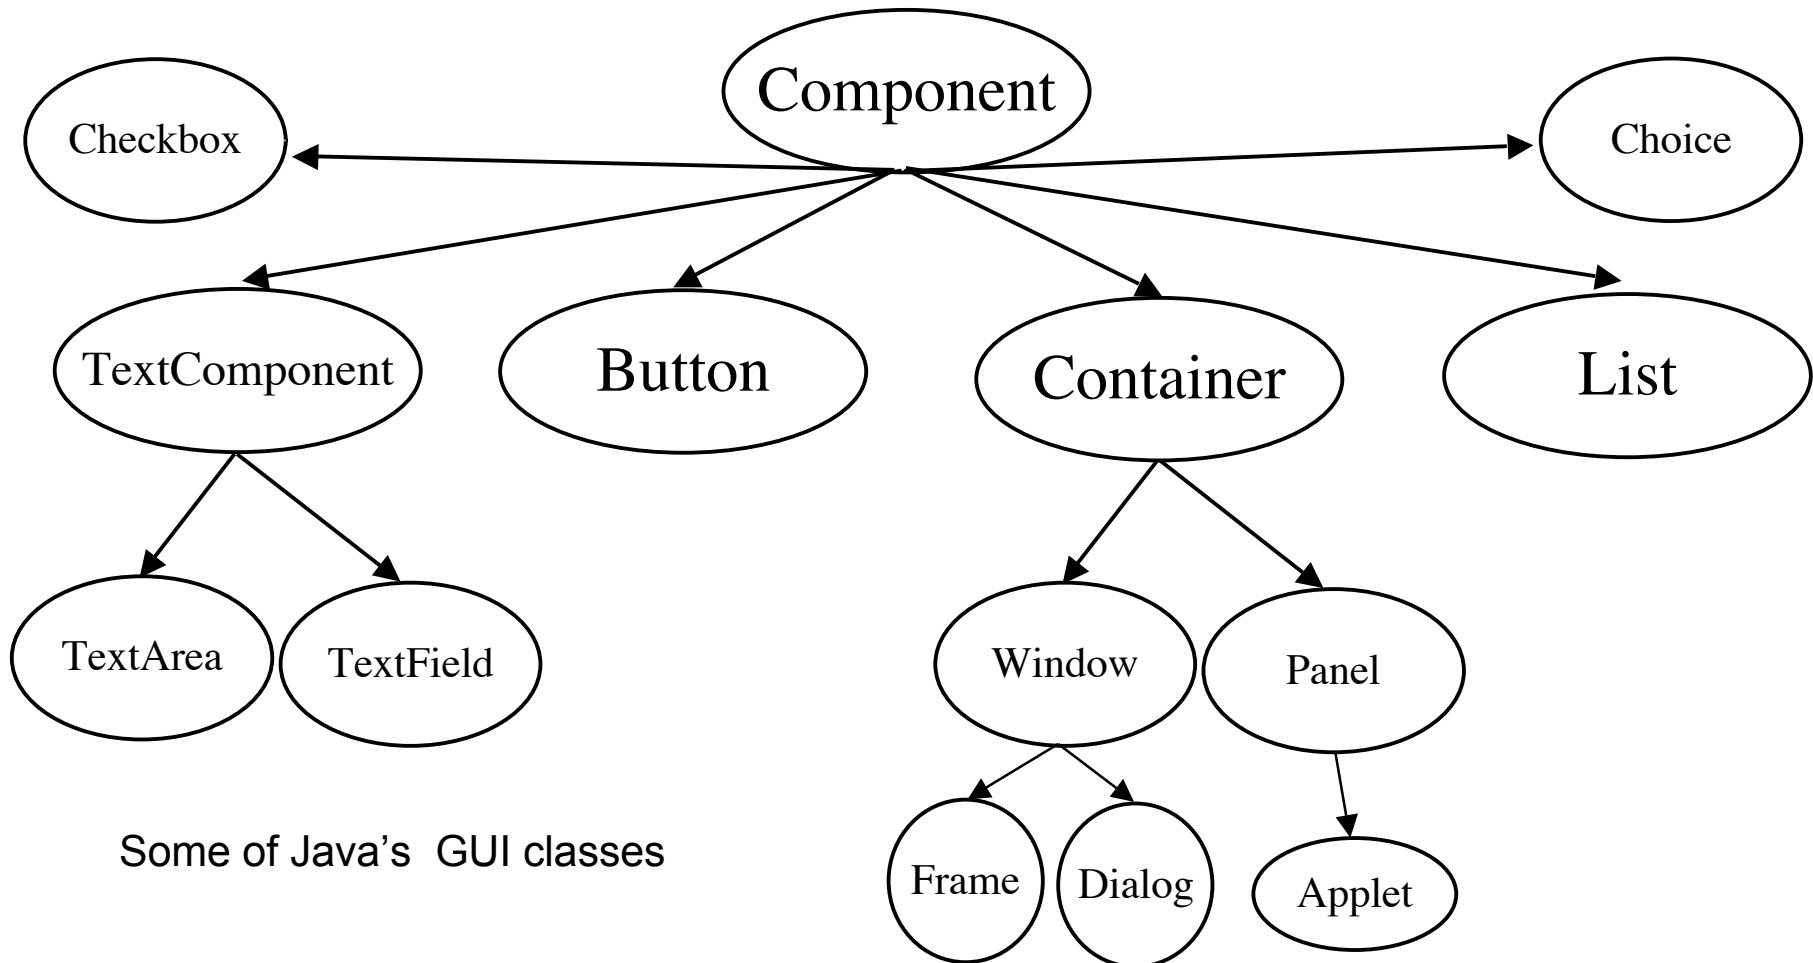 Component
Checkbox
Choice
TextComponent
Button
Container
List
TextArea
TextField
Window
Panel
Some of Java’s  GUI classes
Frame
Dialog
Applet